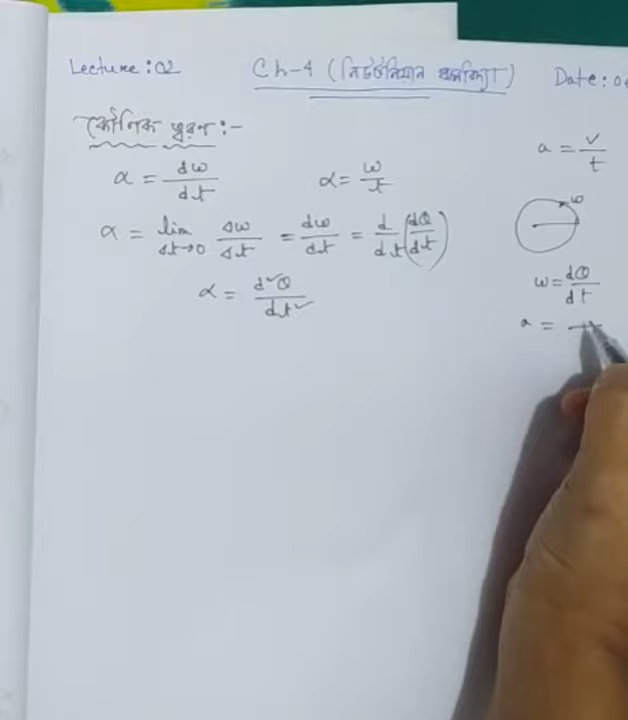 Lecture: 02 Ch-4 (নিউটনিয়ান বলবিদ্যা) Date: 0
কৌণিক ত্বরণ :-
α = dω/dt α = ω/t
α = lim Δt→0 Δω/Δt = dω/dt = d/dt (dθ/dt)
α = d²θ/dt²
a = v/t
ω
ω = dθ/dt
a =